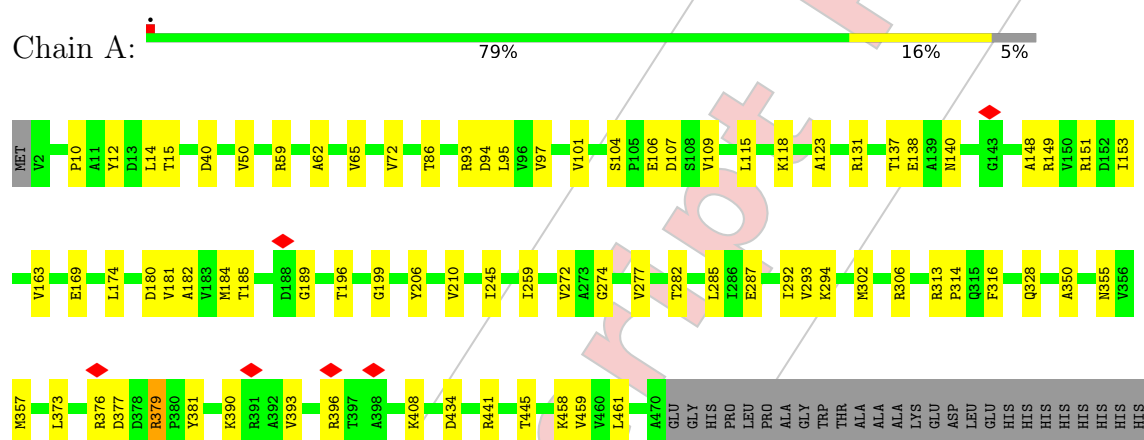 Chain A:
79% 16% 5%
MET V2 P10 A11 Y12 D13 L14 T15 D40 V50 R59 A62 V65 V72 T86 R93 D94 L95 V96 V97 V101 S104 P105 E106 D107 S108 V109 L115 K118 A123 R131 T137 E138 A139 N140 G143 A148 R149 V150 R151 D152 I153
V163 E169 L174 D180 V181 A182 V183 M184 T185 D188 G189 T196 G199 Y206 V210 I245 I259 V272 A273 G274 V277 T282 L285 I286 E287 I292 V293 K294 M302 R306 R313 P314 Q315 F316 Q328 A350 N355 V356
M357 L373 R376 D377 D378 R379 P380 Y381 K390 R391 A392 V393 R396 T397 A398 K408 D434 R441 T445 K458 V459 V460 L461 A470 GLU GLY HIS PRO LEU PRO ALA GLY TRP THR ALA ALA ALA LYS GLU ASP LEU GLU HIS HIS HIS HIS HIS HIS HIS HIS